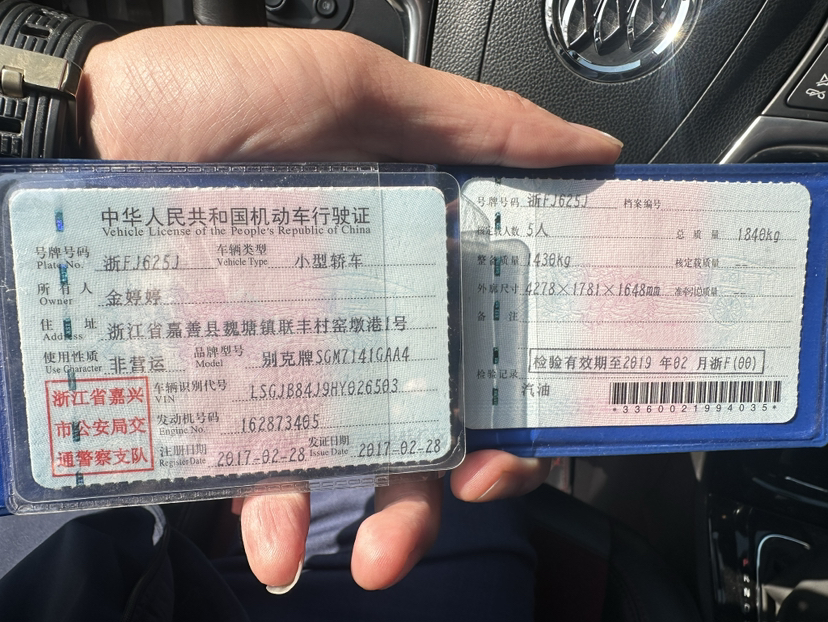 中华人民共和国机动车行驶证
Vehicle License of the People's Republic of China
号牌号码 浙FJ625J 车辆类型 小型轿车
Plate No. Vehicle Type
所有人 金婷婷
Owner
住址 浙江省嘉善县魏塘镇联丰村窑墩港1号
Address
使用性质 非营运 品牌型号 别克牌SGM7141GAA4
Use Character Model
浙江省嘉兴
市公安局交
通警察支队
车辆识别代号 LSGJB84J9HY026503
VIN
发动机号码 162873405
Engine No.
注册日期 2017-02-28 发证日期 2017-02-28
Register Date Issue Date
号牌号码 浙FJ625J 档案编号
核定载人数 5人 总质量 1840kg
整备质量 1430kg 核定载质量 --
外廓尺寸 4278×1781×1648mm 准牵引总质量 --
备注
检验有效期至2019 年02 月浙F(00)
检验记录
汽油
*3360021994035*